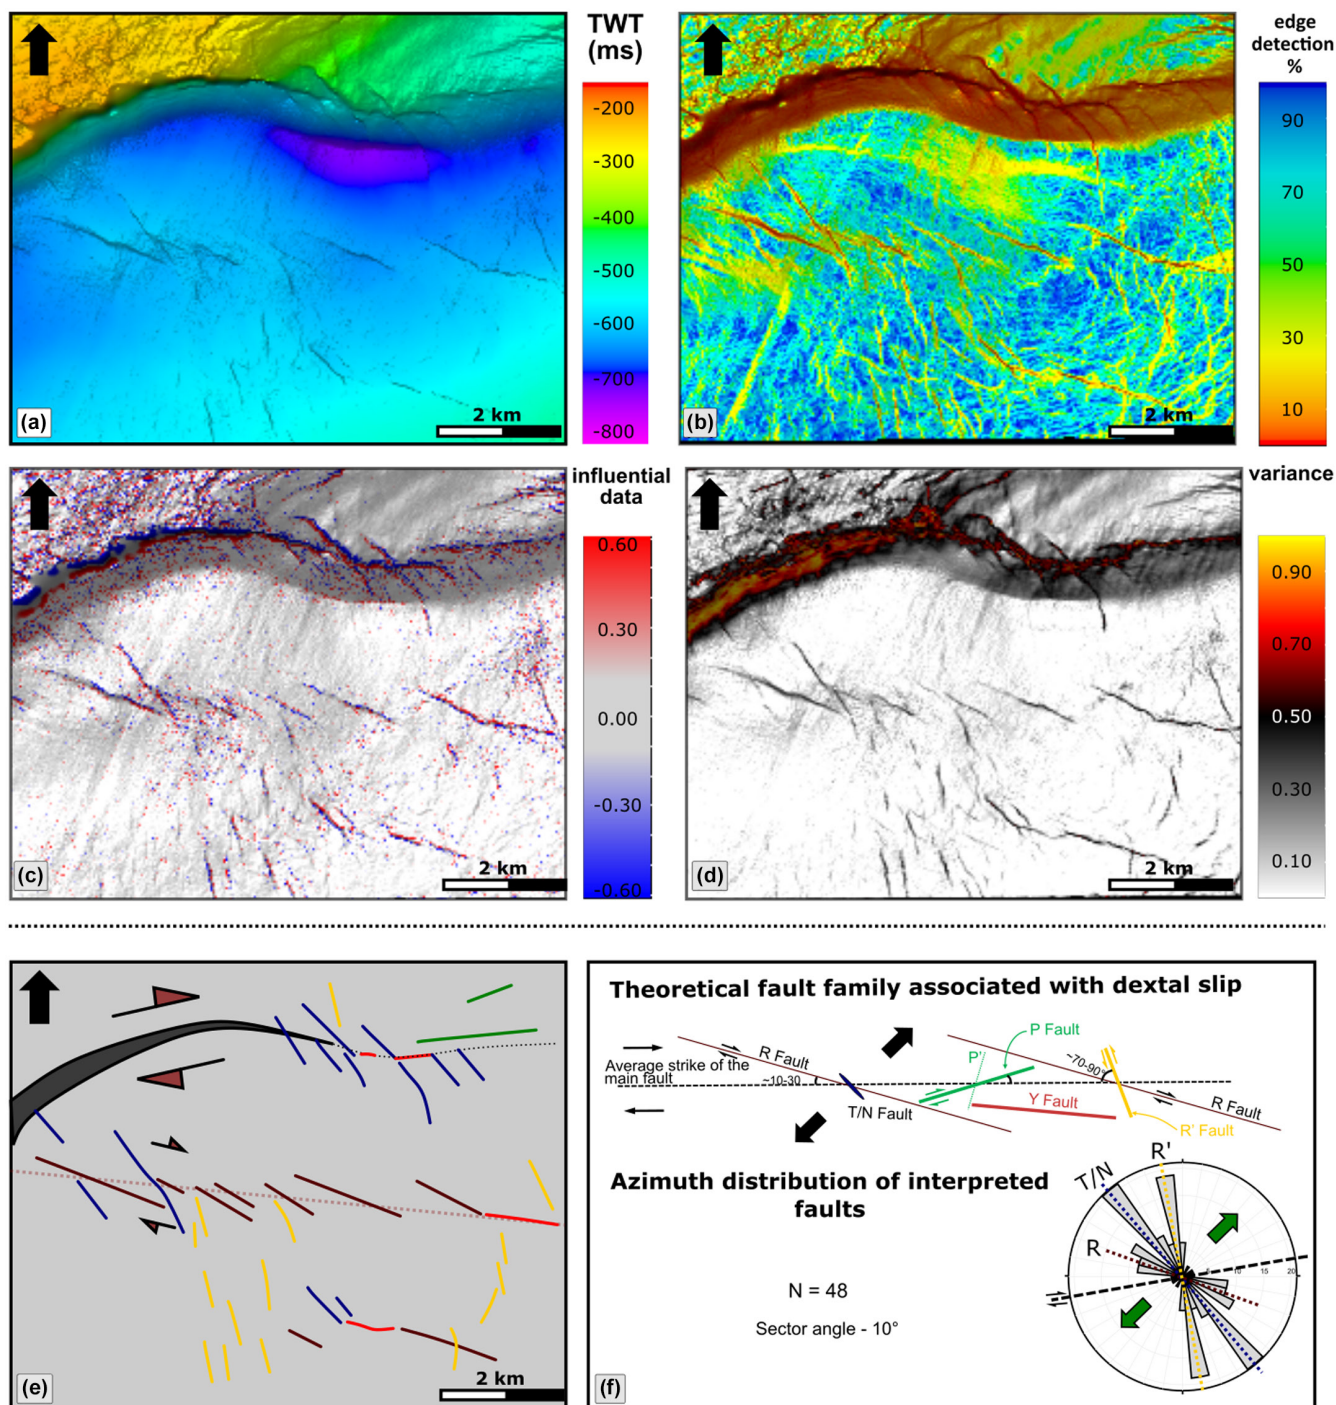 TWT
(ms)
-200
-300
-400
-500
-600
-700
-800
2 km
(a)
edge
detection
%
90
70
50
30
10
2 km
(b)
influential
data
0.60
0.30
0.00
-0.30
-0.60
2 km
(c)
variance
0.90
0.70
0.50
0.30
0.10
2 km
(d)
2 km
(e)
Theoretical fault family associated with dextal slip
Average strike of the
main fault
R Fault
~10-30
T/N Fault
P'
P Fault
Y Fault
~70-90°
R Fault
R' Fault
Azimuth distribution of interpreted
faults
N = 48
Sector angle - 10°
R'
T/N
R
5
10
15
20
(f)